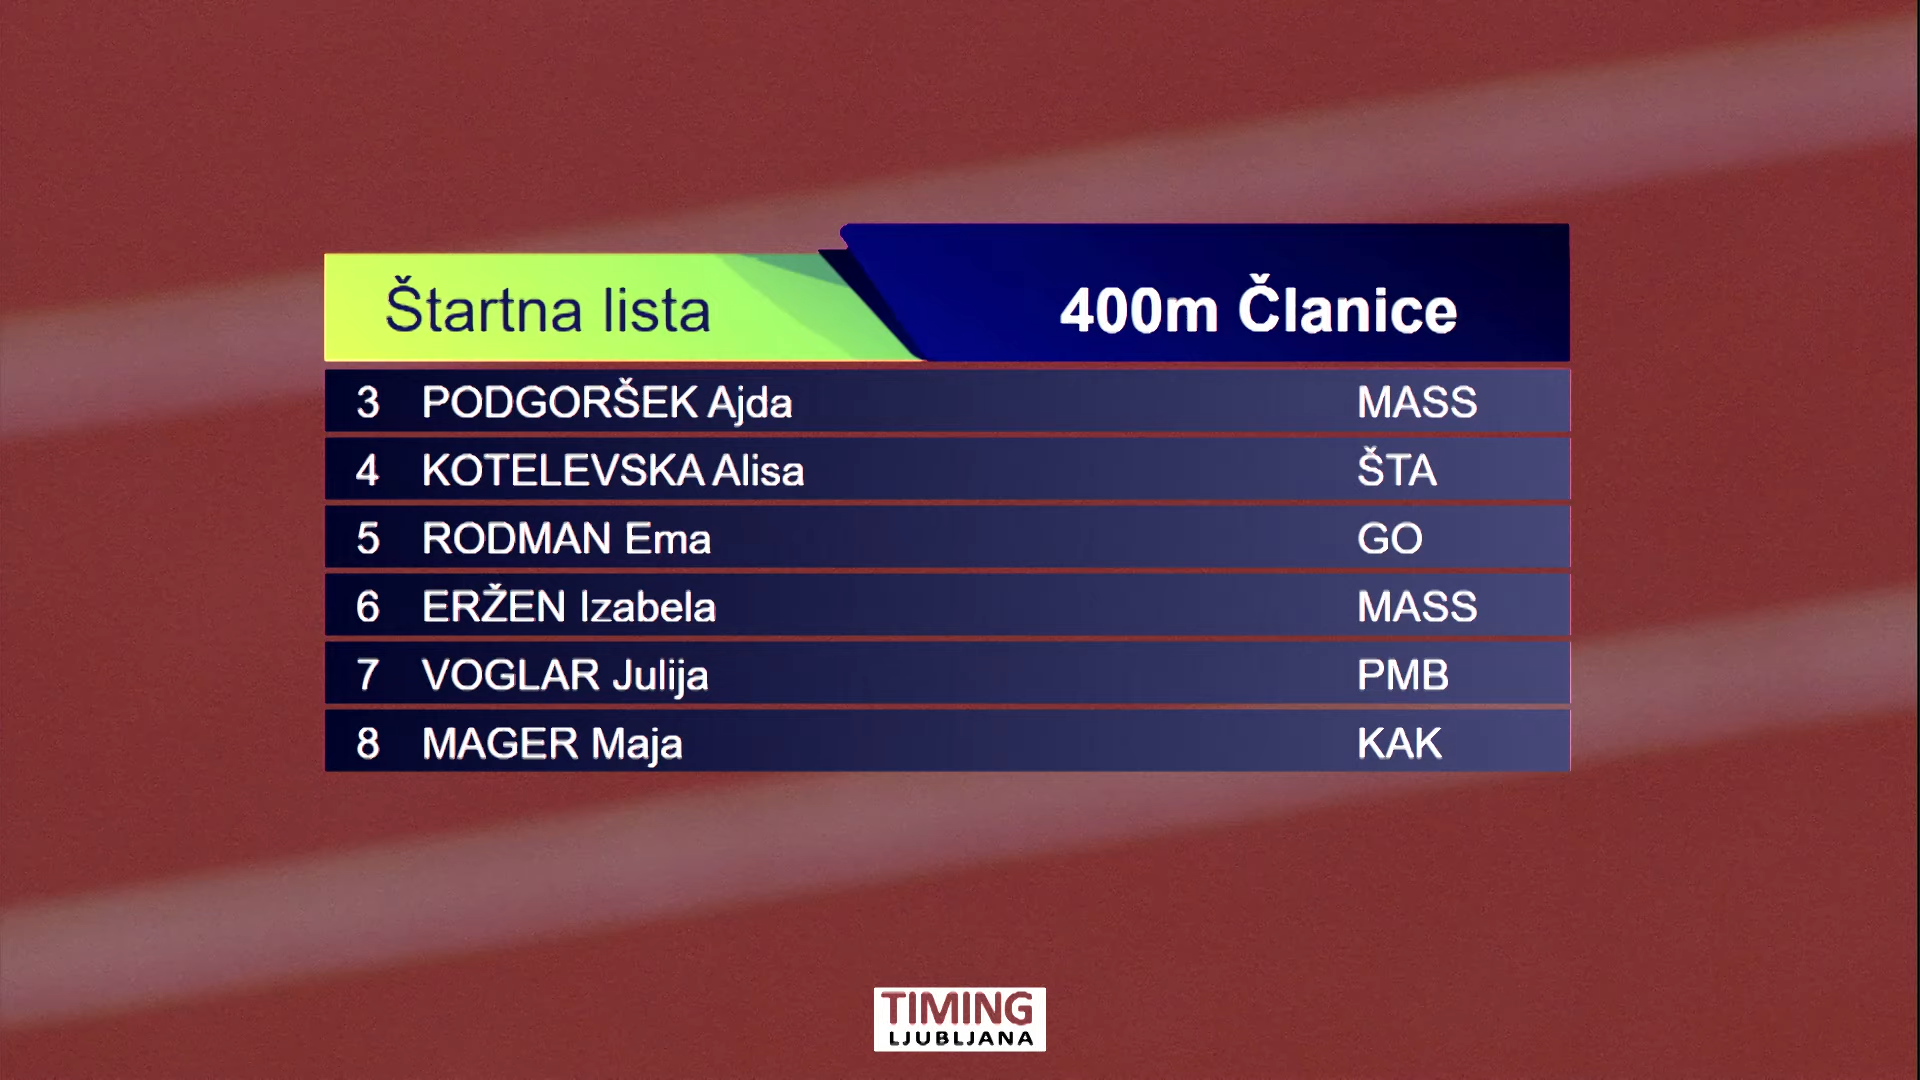 Štartna lista
400m Članice
3 PODGORŠEK Ajda MASS
4 KOTELEVSKA Alisa ŠTA
5 RODMAN Ema GO
6 ERŽEN Izabela MASS
7 VOGLAR Julija PMB
8 MAGER Maja KAK
TIMING
LJUBLJANA